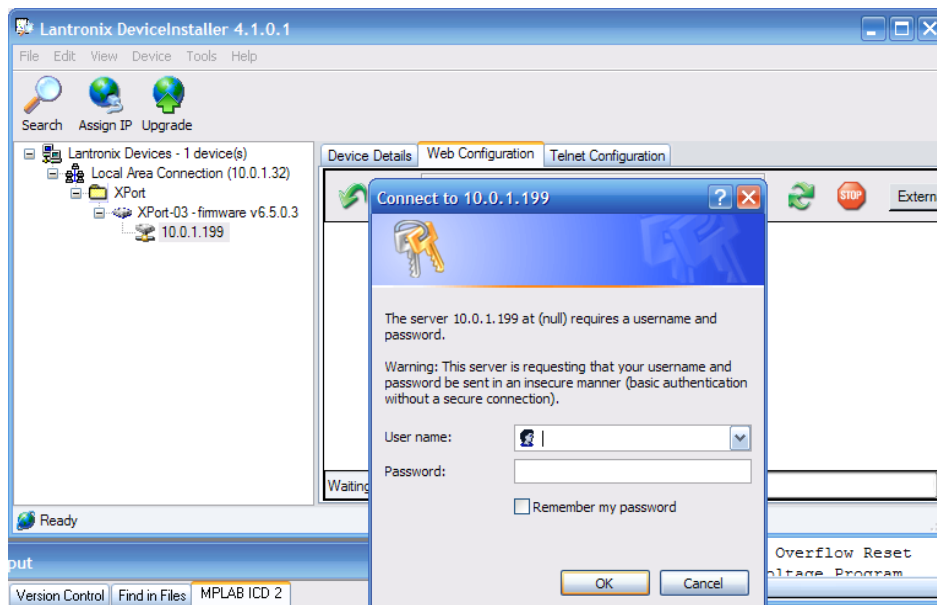 Lantronix DeviceInstaller 4.1.0.1
File Edit View Device Tools Help
Search Assign IP Upgrade
Lantronix Devices - 1 device(s)
Local Area Connection (10.0.1.32)
XPort
XPort-03 - firmware v6.5.0.3
10.0.1.199
Device Details Web Configuration Telnet Configuration
STOP
Extern
Connect to 10.0.1.199
The server 10.0.1.199 at (null) requires a username and
password.
Warning: This server is requesting that your username and
password be sent in an insecure manner (basic authentication
without a secure connection).
User name:
Password:
Remember my password
OK Cancel
Waiting
Ready
put
Overflow Reset
oltage Program
Version Control Find in Files MPLAB ICD 2